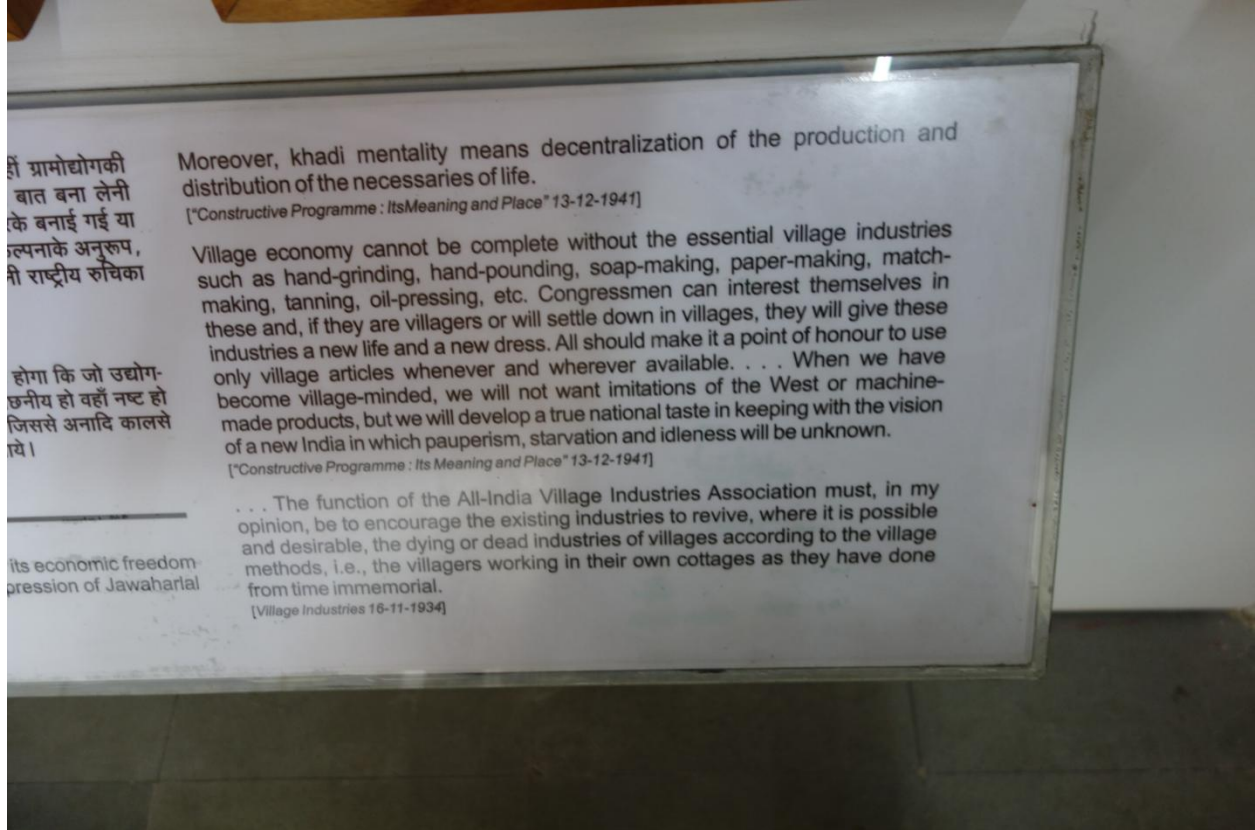 हीं ग्रामोद्योगकी
बात बना लेनी
के बनाई गई या
ल्पनाके अनुरूप,
नी राष्ट्रीय रुचिका
होगा कि जो उद्योग-
छनीय हो वहाँ नष्ट हो
जिससे अनादि कालसे
ये।
its economic freedom
pression of Jawaharlal
Moreover, khadi mentality means decentralization of the production and
distribution of the necessaries of life.
["Constructive Programme : ItsMeaning and Place" 13-12-1941]
Village economy cannot be complete without the essential village industries
such as hand-grinding, hand-pounding, soap-making, paper-making, match-
making, tanning, oil-pressing, etc. Congressmen can interest themselves in
these and, if they are villagers or will settle down in villages, they will give these
industries a new life and a new dress. All should make it a point of honour to use
only village articles whenever and wherever available. . . . When we have
become village-minded, we will not want imitations of the West or machine-
made products, but we will develop a true national taste in keeping with the vision
of a new India in which pauperism, starvation and idleness will be unknown.
["Constructive Programme : Its Meaning and Place" 13-12-1941]
. . . The function of the All-India Village Industries Association must, in my
opinion, be to encourage the existing industries to revive, where it is possible
and desirable, the dying or dead industries of villages according to the village
methods, i.e., the villagers working in their own cottages as they have done
from time immemorial.
[Village Industries 16-11-1934]